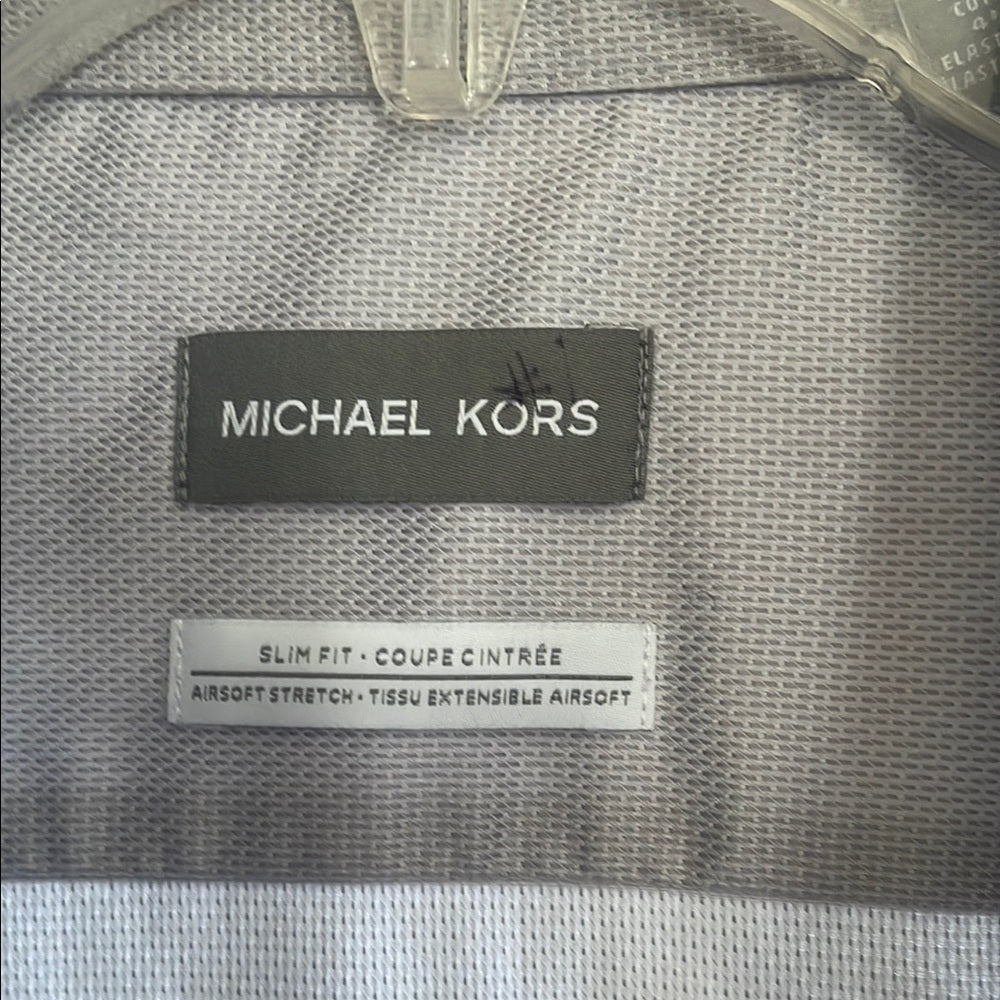 MICHAEL KORS
SLIM FIT · COUPE CINTRÉE
AIRSOFT STRETCH · TISSU EXTENSIBLE AIRSOFT